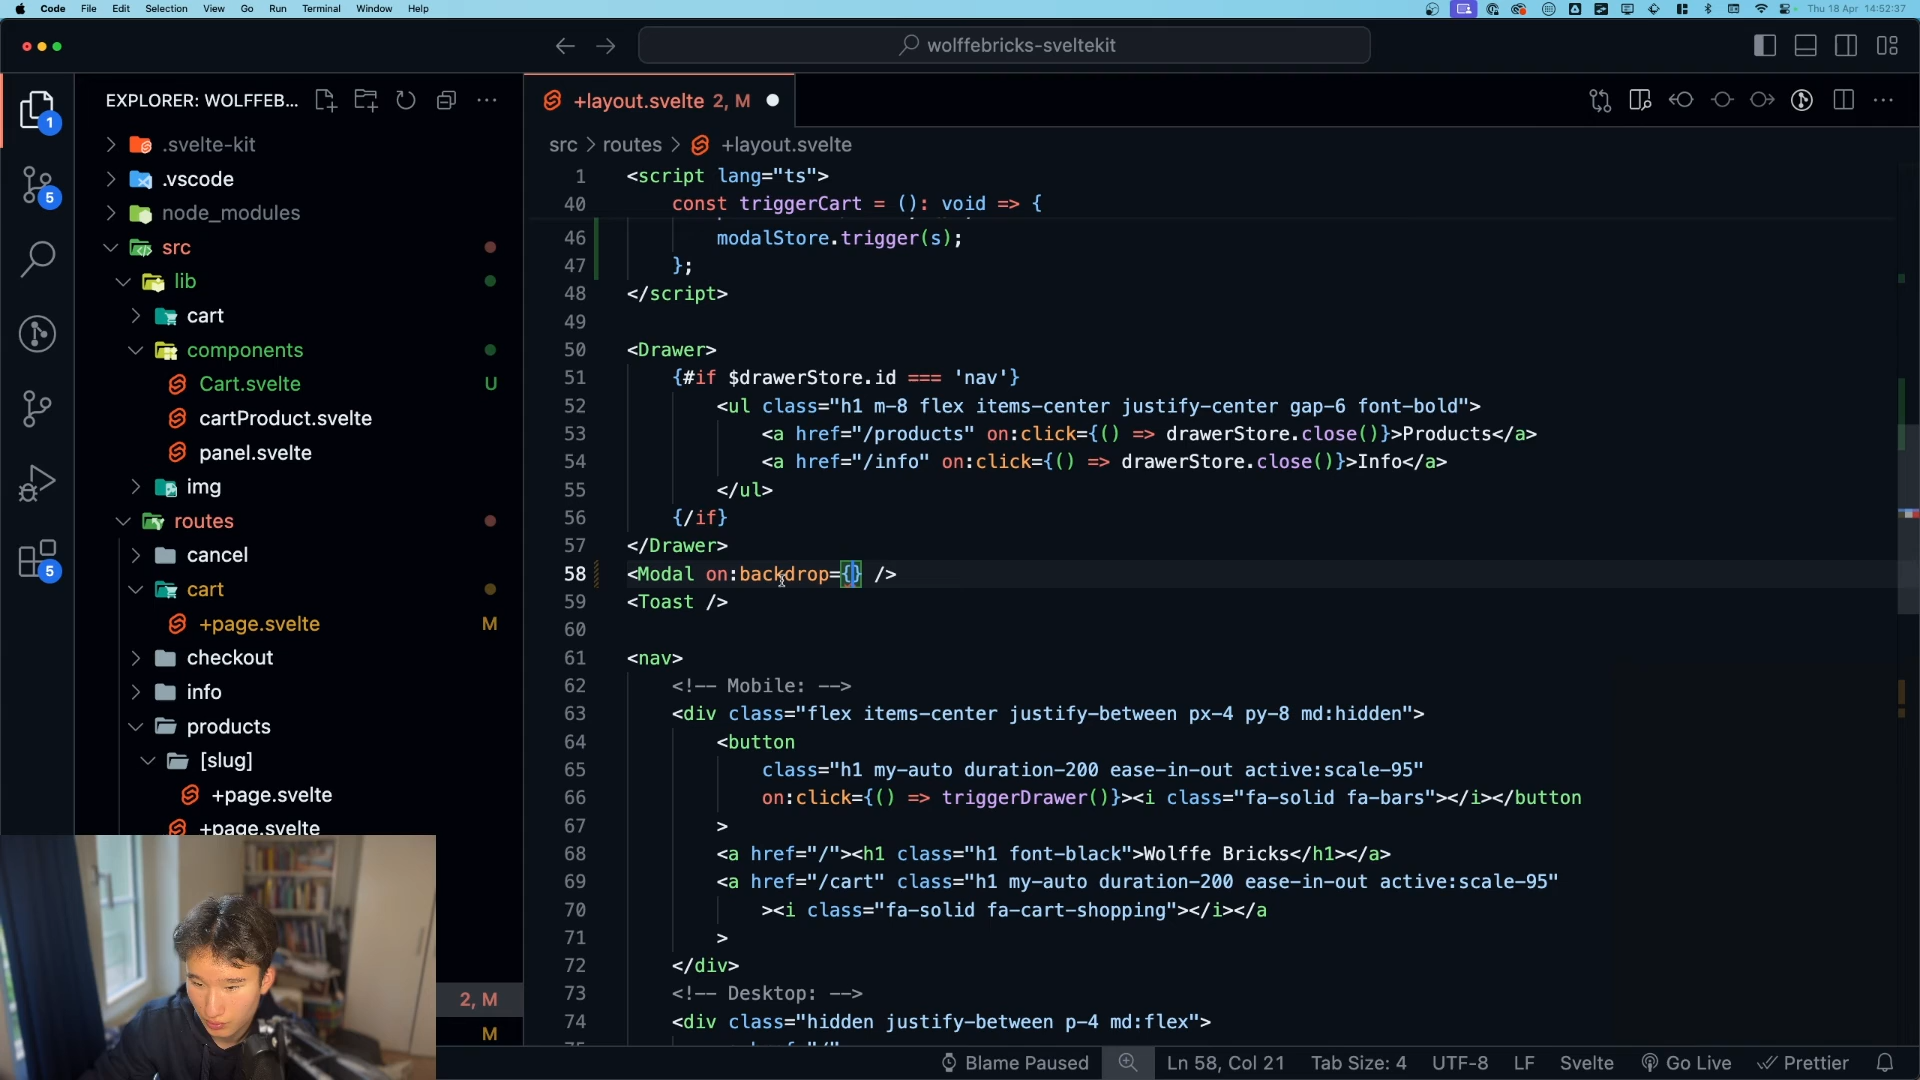 Code File Edit Selection View Go Run Terminal Window Help
Thu 18 Apr 14:52:37
wolffebricks-sveltekit
EXPLORER: WOLFFEB...
1
5
5
.svelte-kit
.vscode
node_modules
src
lib
cart
components
Cart.svelte U
cartProduct.svelte
panel.svelte
img
routes
cancel
cart
+page.svelte M
checkout
info
products
[slug]
+page.svelte
+page.svelte
2, M
M
+layout.svelte 2, M
src > routes > +layout.svelte
1 <script lang="ts">
40 const triggerCart = (): void => {
46 modalStore.trigger(s);
47 };
48 </script>
49
50 <Drawer>
51 {#if $drawerStore.id === 'nav'}
52 <ul class="h1 m-8 flex items-center justify-center gap-6 font-bold">
53 <a href="/products" on:click={() => drawerStore.close()}>Products</a>
54 <a href="/info" on:click={() => drawerStore.close()}>Info</a>
55 </ul>
56 {/if}
57 </Drawer>
58 <Modal on:backdrop={} />
59 <Toast />
60
61 <nav>
62 <!-- Mobile: -->
63 <div class="flex items-center justify-between px-4 py-8 md:hidden">
64 <button
65 class="h1 my-auto duration-200 ease-in-out active:scale-95"
66 on:click={() => triggerDrawer()}><i class="fa-solid fa-bars"></i></button
67 >
68 <a href="/"><h1 class="h1 font-black">Wolffe Bricks</h1></a>
69 <a href="/cart" class="h1 my-auto duration-200 ease-in-out active:scale-95"
70 ><i class="fa-solid fa-cart-shopping"></i></a
71 >
72 </div>
73 <!-- Desktop: -->
74 <div class="hidden justify-between p-4 md:flex">
Blame Paused Ln 58, Col 21 Tab Size: 4 UTF-8 LF Svelte Go Live Prettier